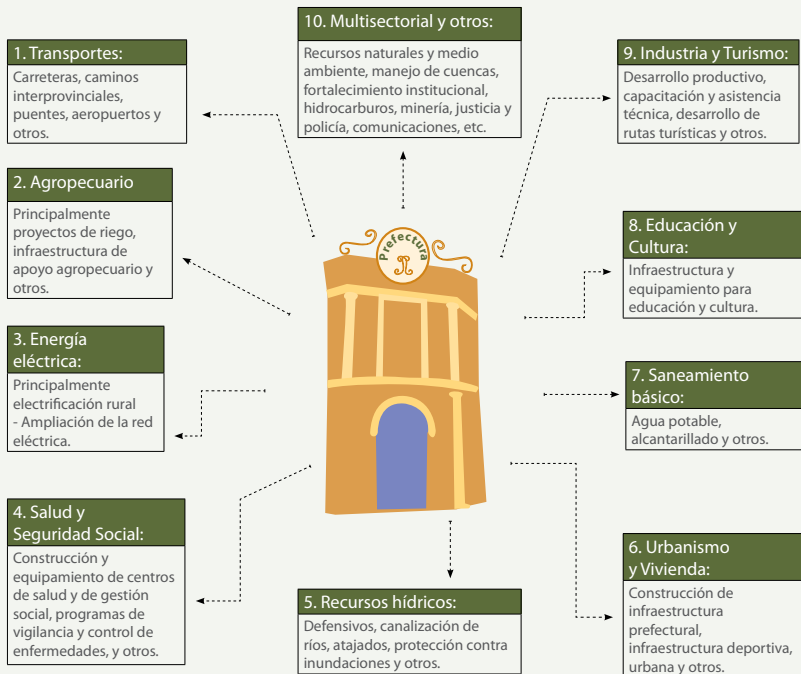 1. Transportes:
Carreteras, caminos
interprovinciales,
puentes, aeropuertos y
otros.
2. Agropecuario
Principalmente
proyectos de riego,
infraestructura de
apoyo agropecuario y
otros.
3. Energía
eléctrica:
Principalmente
electrificación rural
- Ampliación de la red
eléctrica.
4. Salud y
Seguridad Social:
Construcción y
equipamiento de centros
de salud y de gestión
social, programas de
vigilancia y control de
enfermedades, y otros.
5. Recursos hídricos:
Defensivos, canalización de
ríos, atajados, protección contra
inundaciones y otros.
6. Urbanismo
y Vivienda:
Construcción de
infraestructura
prefectural,
infraestructura deportiva,
urbana y otros.
7. Saneamiento
básico:
Agua potable,
alcantarillado y otros.
8. Educación y
Cultura:
Infraestructura y
equipamiento para
educación y cultura.
9. Industria y Turismo:
Desarrollo productivo,
capacitación y asistencia
técnica, desarrollo de
rutas turísticas y otros.
10. Multisectorial y otros:
Recursos naturales y medio
ambiente, manejo de cuencas,
fortalecimiento institucional,
hidrocarburos, minería, justicia y
policía, comunicaciones, etc.
Prefectura